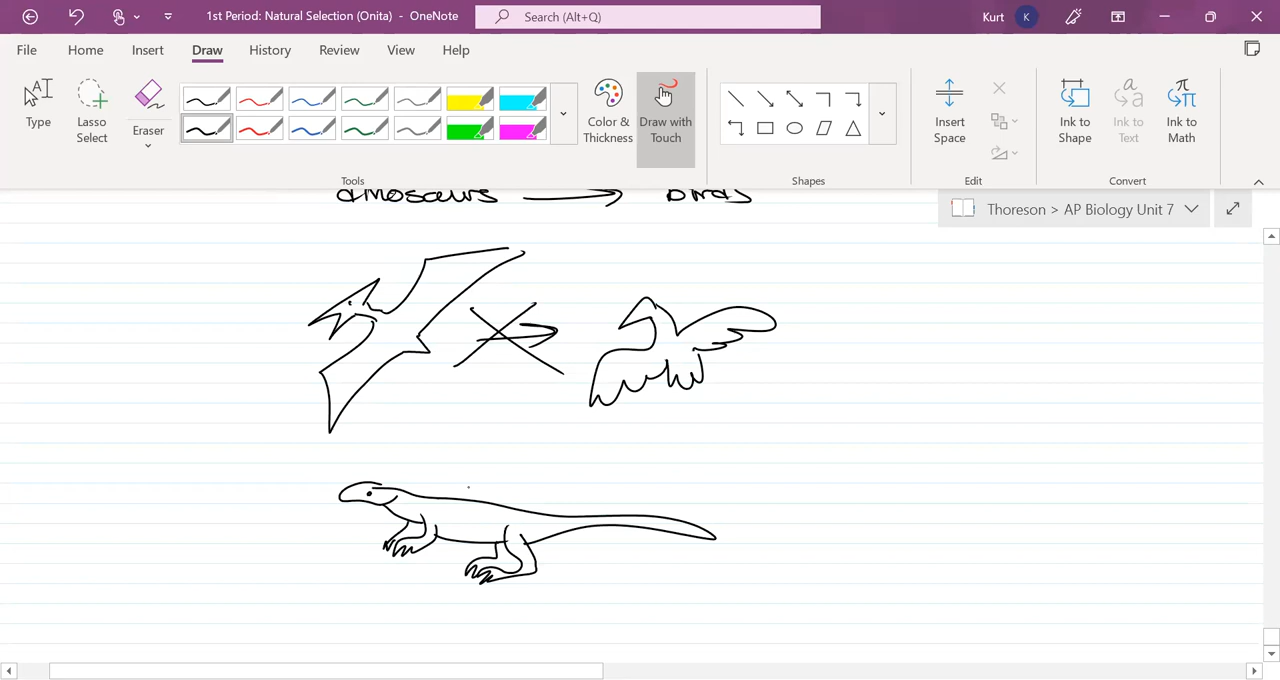 1st Period: Natural Selection (Onita) - OneNote
Search (Alt+Q)
Kurt
K
File Home Insert Draw History Review View Help
Type
Lasso Select
Eraser
Color & Thickness
Draw with Touch
Insert Space
Ink to Shape
Ink to Text
Ink to Math
Tools
Shapes
Edit
Convert
dinosaurs → birds
Thoreson > AP Biology Unit 7